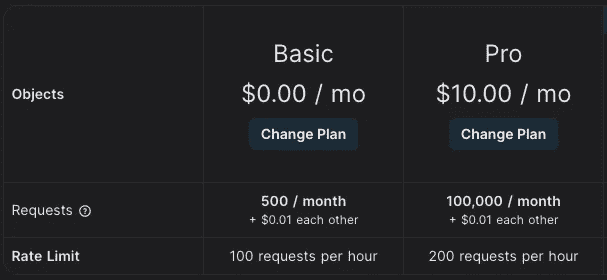 Objects
Basic
$0.00 / mo
Change Plan
Pro
$10.00 / mo
Change Plan
Requests ?
500 / month
+ $0.01 each other
100,000 / month
+ $0.01 each other
Rate Limit
100 requests per hour
200 requests per hour